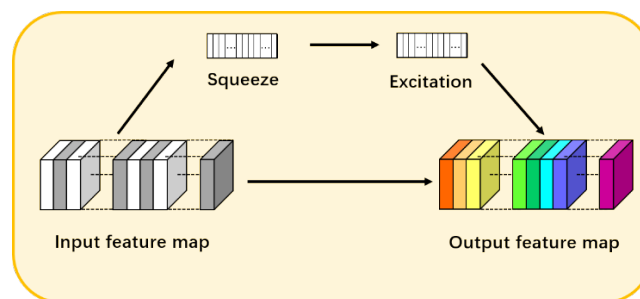 Squeeze
Excitation
Input feature map
Output feature map